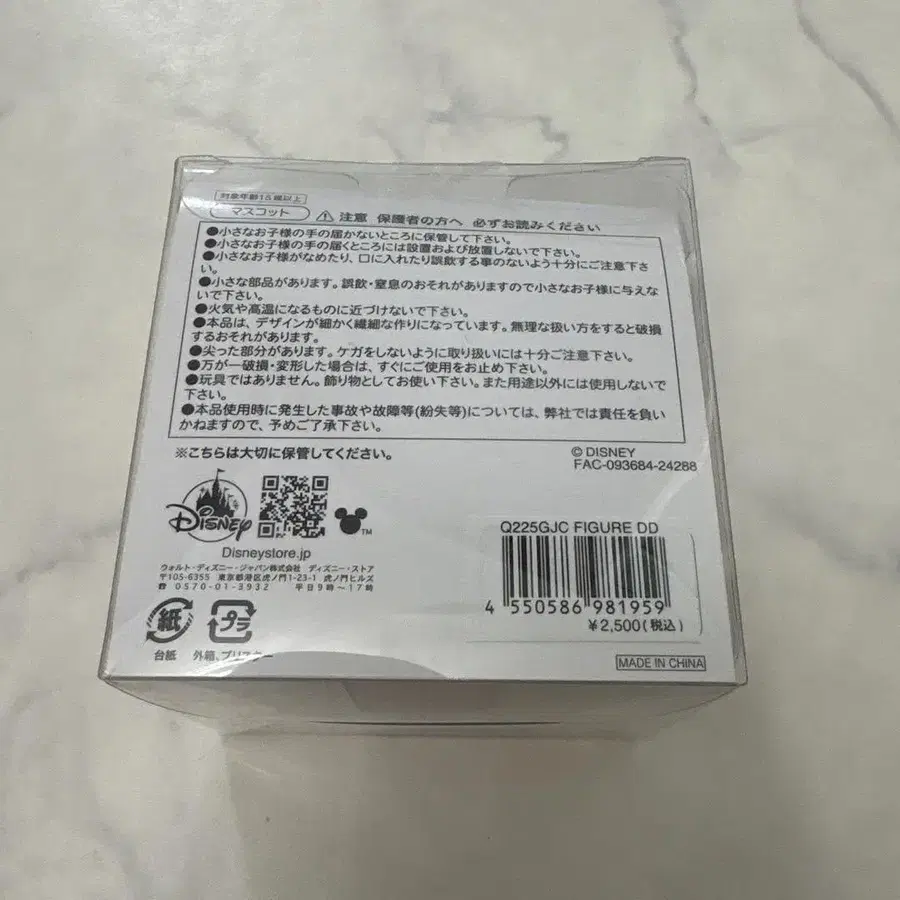 対象年齢15歳以上
マスコット
⚠注意 保護者の方へ 必ずお読みください
●小さなお子様の手の届かないところに保管して下さい。
●小さなお子様の手の届くところには設置および放置しないで下さい。
●小さなお子様がなめたり、口に入れたり誤飲する事のないよう十分にご注意下さ
い。
●小さな部品があります。誤飲・窒息のおそれがありますので小さなお子様に与えな
いで下さい。
●火気や高温になるものに近づけないで下さい。
●本品は、デザインが細かく繊細な作りになっています。無理な扱い方をすると破損
するおそれがあります。
●尖った部分があります。ケガをしないように取り扱いには十分ご注意下さい。
●万が一破損・変形した場合は、すぐにご使用をお止め下さい。
●玩具ではありません。飾り物としてお使い下さい。また用途以外には使用しないで
下さい。
●本品使用時に発生した事故や故障等(紛失等)については、弊社では責任を負い
かねますので、予めご了承下さい。
※こちらは大切に保管してください。
© DISNEY
FAC-093684-24288
Disney
TM
Disneystore.jp
ウォルト・ディズニー・ジャパン株式会社 ディズニー・ストア
〒105-6355 東京都港区虎ノ門1-23-1 虎ノ門ヒルズ
☎0570-01-3932 平日9時〜17時
紙
プラ
台紙
外箱、ブリスター
Q225GJC FIGURE DD
4 550586 981959
¥2,500(税込)
MADE IN CHINA